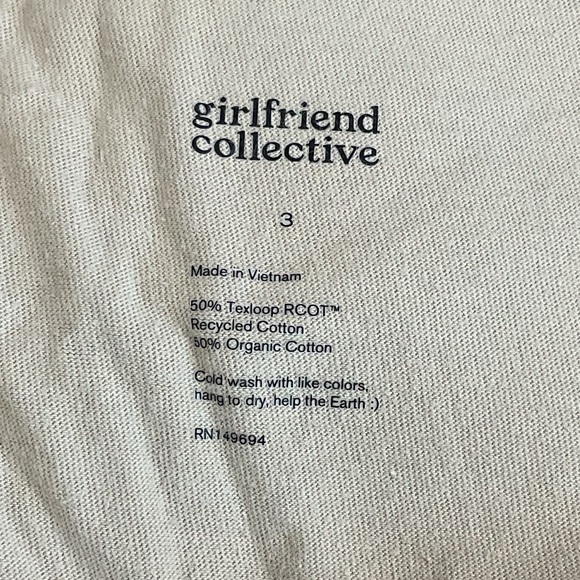 girlfriend
collective
3
Made in Vietnam
50% Texloop RCOT™
Recycled Cotton
50% Organic Cotton
Cold wash with like colors,
hang to dry, help the Earth :)
RN149694